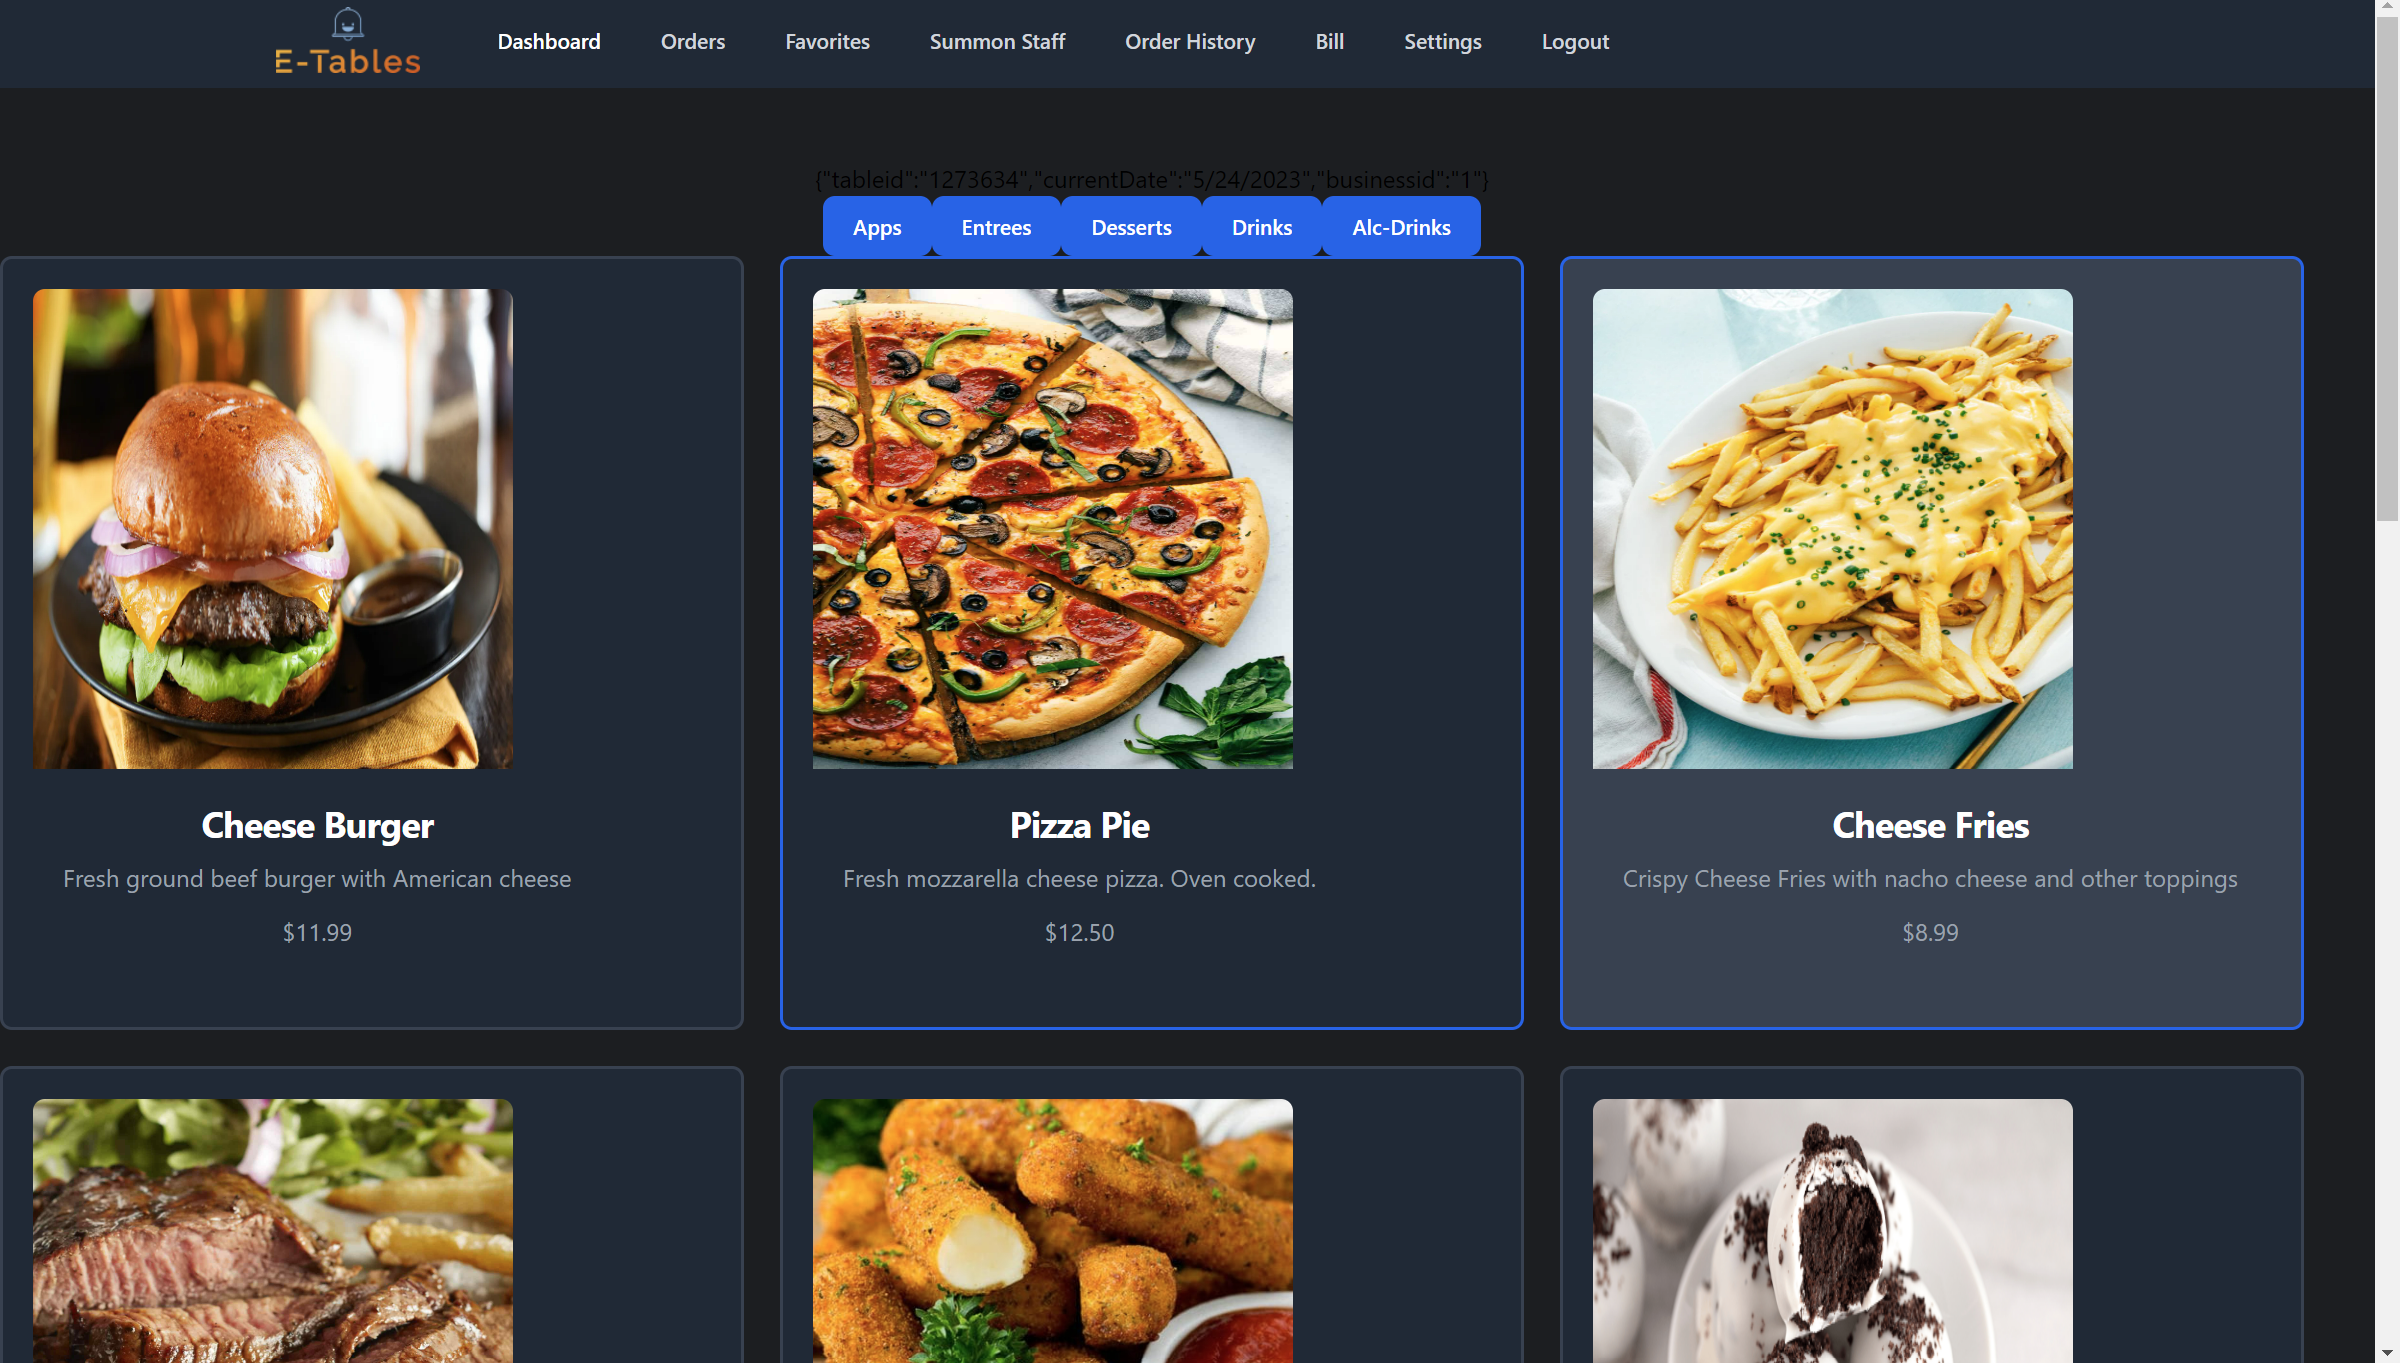 E-Tables
Dashboard Orders Favorites Summon Staff Order History Bill Settings Logout
{"tableid":"1273634","currentDate":"5/24/2023","businessid":"1"}
Apps Entrees Desserts Drinks Alc-Drinks
Cheese Burger
Fresh ground beef burger with American cheese
$11.99
Pizza Pie
Fresh mozzarella cheese pizza. Oven cooked.
$12.50
Cheese Fries
Crispy Cheese Fries with nacho cheese and other toppings
$8.99